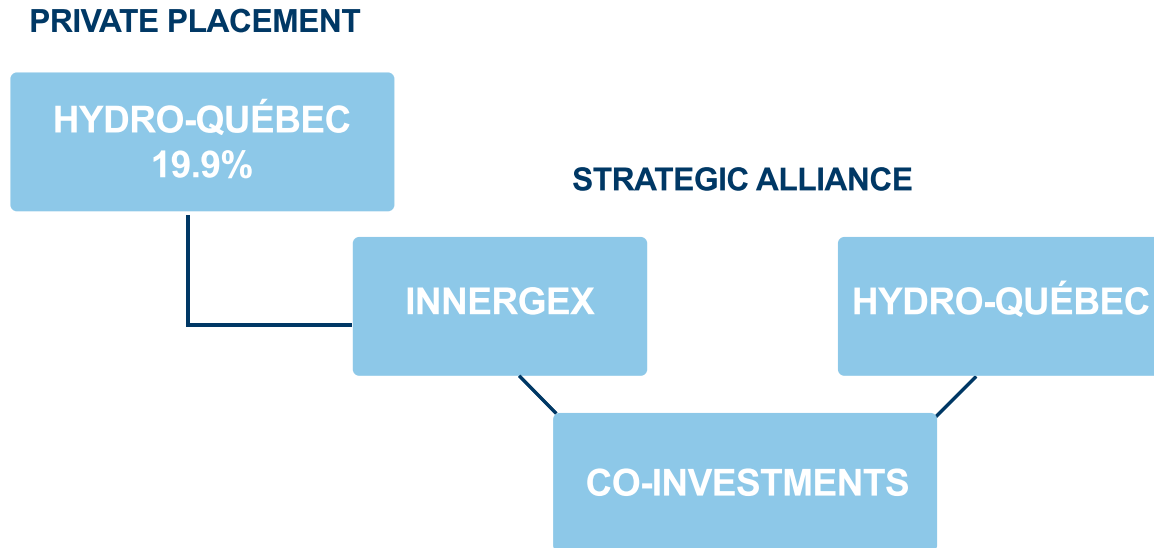 PRIVATE PLACEMENT
HYDRO-QUÉBEC
19.9%
STRATEGIC ALLIANCE
INNERGEX
HYDRO-QUÉBEC
CO-INVESTMENTS